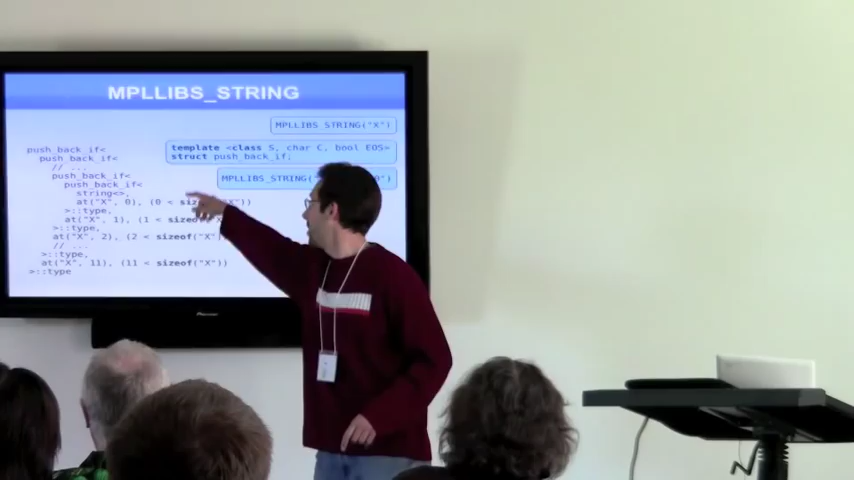 MPLLIBS_STRING
MPLLIBS_STRING("X")
template <class S, char C, bool EOS>
struct push_back_if;
MPLLIBS_STRING("
push_back_if<
push_back_if<
// ...
push_back_if<
push_back_if<
string<>,
at("X", 0), (0 < "X"))
>::type,
at("X", 1), (1 < sizeof("X"
>::type,
at("X", 2), (2 < sizeof("X"
// ...
>::type,
at("X", 11), (11 < sizeof("X"))
>::type
Pioneer